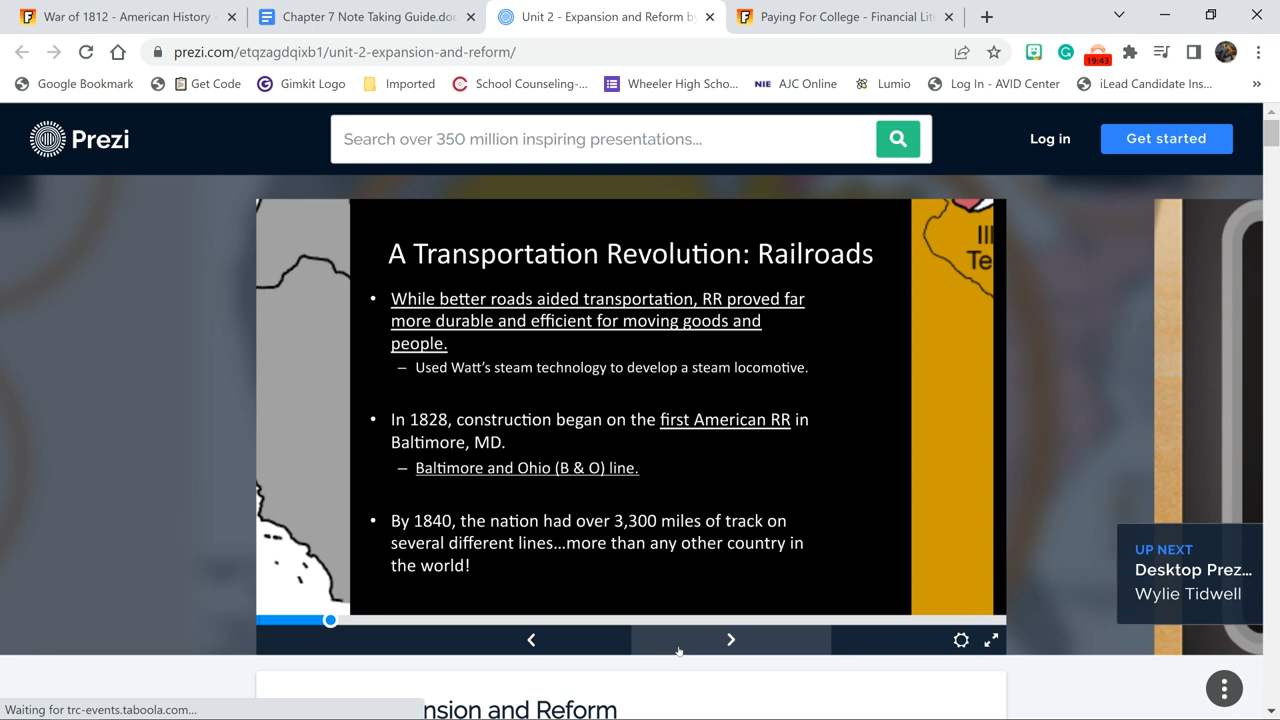 War of 1812 - American History
Chapter 7 Note Taking Guide.doc
Unit 2 - Expansion and Reform by
Paying For College - Financial Lit
prezi.com/etqzagdqixb1/unit-2-expansion-and-reform/
19:43
Google Bookmark
Get Code
Gimkit Logo
Imported
School Counseling-...
Wheeler High Scho...
NIE AJC Online
Lumio
Log In - AVID Center
iLead Candidate Ins...
Prezi
Search over 350 million inspiring presentations...
Log in
Get started
A Transportation Revolution: Railroads
• While better roads aided transportation, RR proved far
more durable and efficient for moving goods and
people.
– Used Watt's steam technology to develop a steam locomotive.
• In 1828, construction began on the first American RR in
Baltimore, MD.
– Baltimore and Ohio (B & O) line.
• By 1840, the nation had over 3,300 miles of track on
several different lines...more than any other country in
the world!
Ill
Te
UP NEXT
Desktop Prez...
Wylie Tidwell
Waiting for trc-events.taboola.com...
nsion and Reform